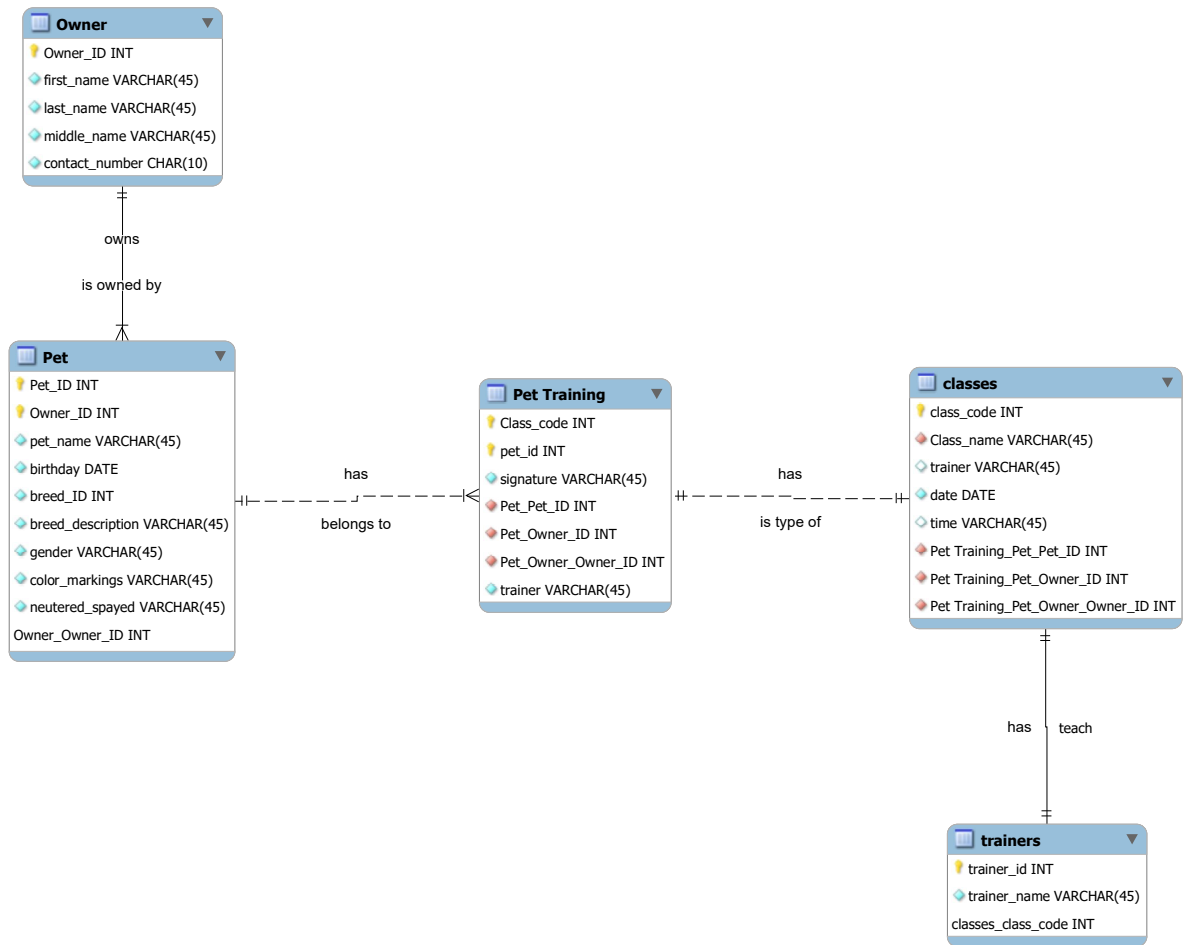 Owner
Owner_ID INT
first_name VARCHAR(45)
last_name VARCHAR(45)
middle_name VARCHAR(45)
contact_number CHAR(10)
owns
is owned by
Pet
Pet_ID INT
Owner_ID INT
pet_name VARCHAR(45)
birthday DATE
breed_ID INT
breed_description VARCHAR(45)
gender VARCHAR(45)
color_markings VARCHAR(45)
neutered_spayed VARCHAR(45)
Owner_Owner_ID INT
has
belongs to
Pet Training
Class_code INT
pet_id INT
signature VARCHAR(45)
Pet_Pet_ID INT
Pet_Owner_ID INT
Pet_Owner_Owner_ID INT
trainer VARCHAR(45)
has
is type of
classes
class_code INT
Class_name VARCHAR(45)
trainer VARCHAR(45)
date DATE
time VARCHAR(45)
Pet Training_Pet_Pet_ID INT
Pet Training_Pet_Owner_ID INT
Pet Training_Pet_Owner_Owner_ID INT
has teach
trainers
trainer_id INT
trainer_name VARCHAR(45)
classes_class_code INT